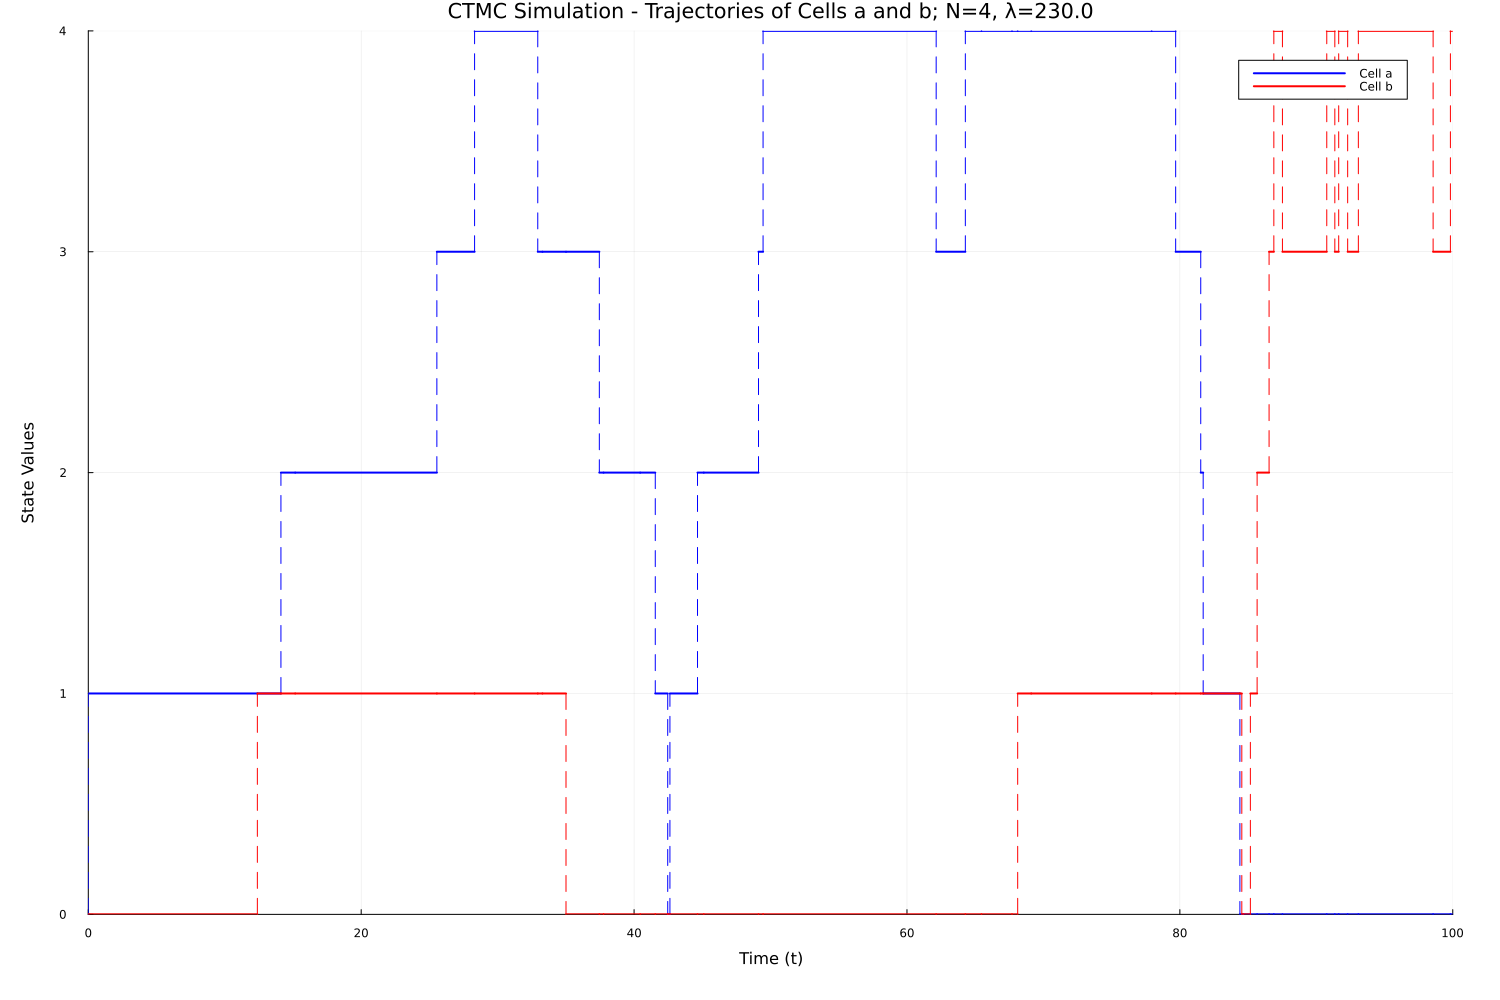 CTMC Simulation - Trajectories of Cells a and b; N=4, λ=230.0
4
Cell a
Cell b
3
State Values
2
1
0
0 20 40 60 80 100
Time (t)